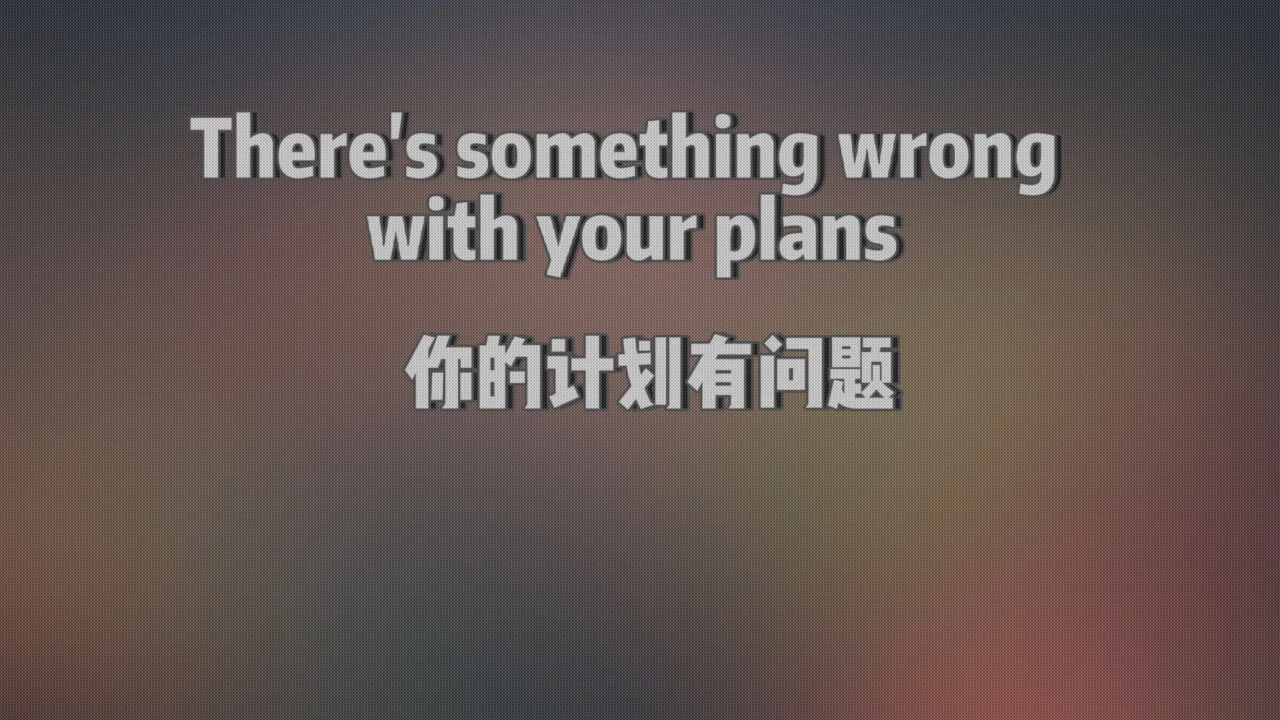 There's something wrong
with your plans
你的计划有问题